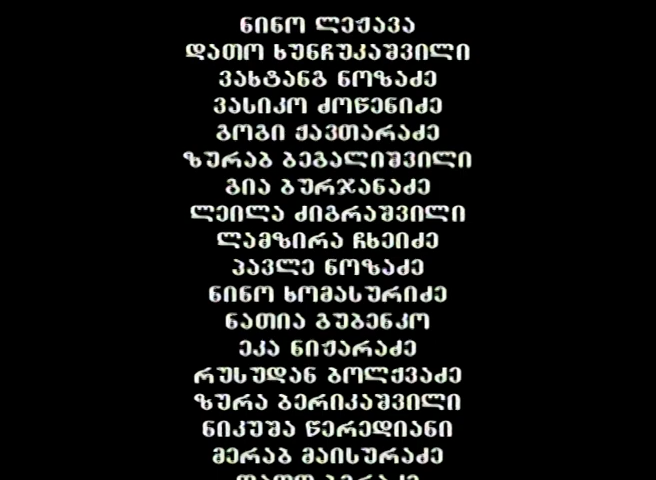 ნინო ლეჟავა
დათო ხუნჩუკაშვილი
ვახტანგ ნოზაძე
ვასიკო ძოწენიძე
გოგი ქავთარაძე
ზურაბ ბეგალიშვილი
გია ბურჯანაძე
ლეილა ძიგრაშვილი
ლამზირა ჩხეიძე
პავლე ნოზაძე
ნინო ხომასურიძე
ნათია გუბენკო
ეკა ნიჟარაძე
რუსუდან ბოლქვაძე
ზურა ბერიკაშვილი
ნიკუშა წერედიანი
მერაბ მაისურაძე